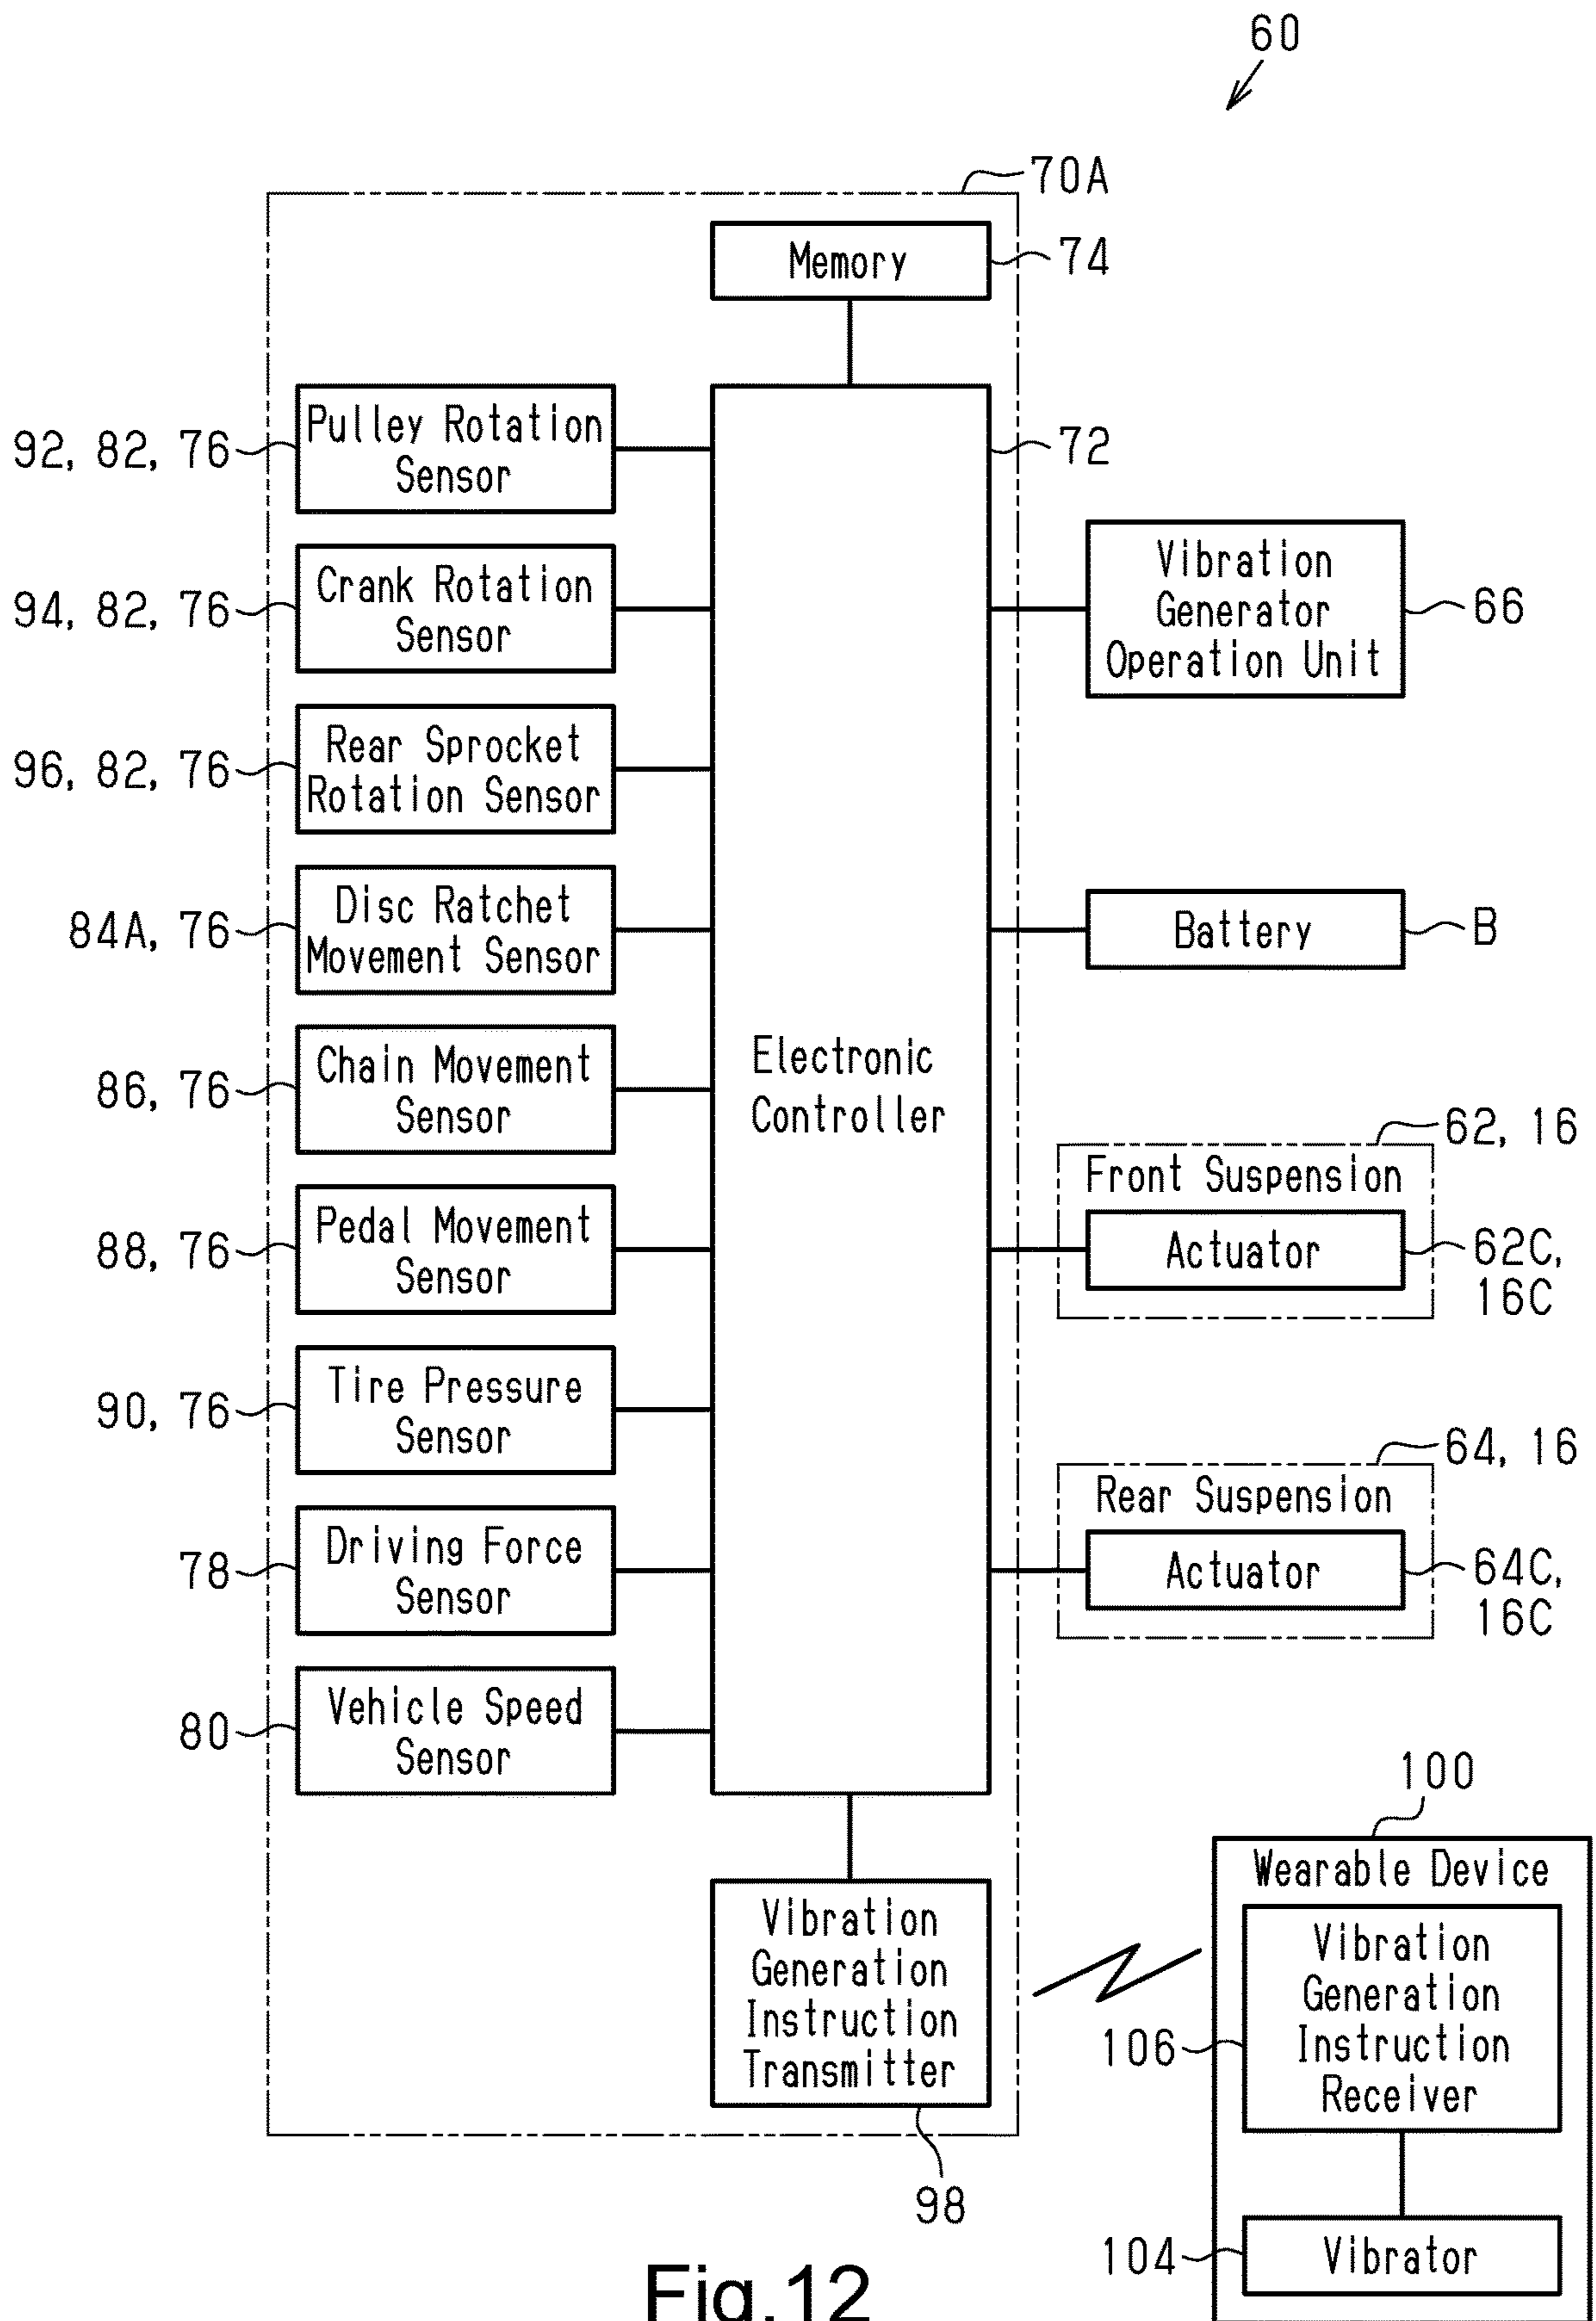 60
70A
Memory
74
Pulley Rotation
Sensor
92, 82, 76
72
Crank Rotation
Sensor
94, 82, 76
Vibration
Generator
Operation Unit
66
Rear Sprocket
Rotation Sensor
96, 82, 76
Disc Ratchet
Movement Sensor
84A, 76
Battery
B
Electronic
Controller
Chain Movement
Sensor
86, 76
62, 16
Front Suspension
Actuator
62C,
16C
Pedal Movement
Sensor
88, 76
Tire Pressure
Sensor
90, 76
64, 16
Rear Suspension
Actuator
64C,
16C
Driving Force
Sensor
78
Vehicle Speed
Sensor
80
Vibration
Generation
Instruction
Transmitter
98
100
Wearable Device
Vibration
Generation
Instruction
Receiver
106
Vibrator
104
Fig.12